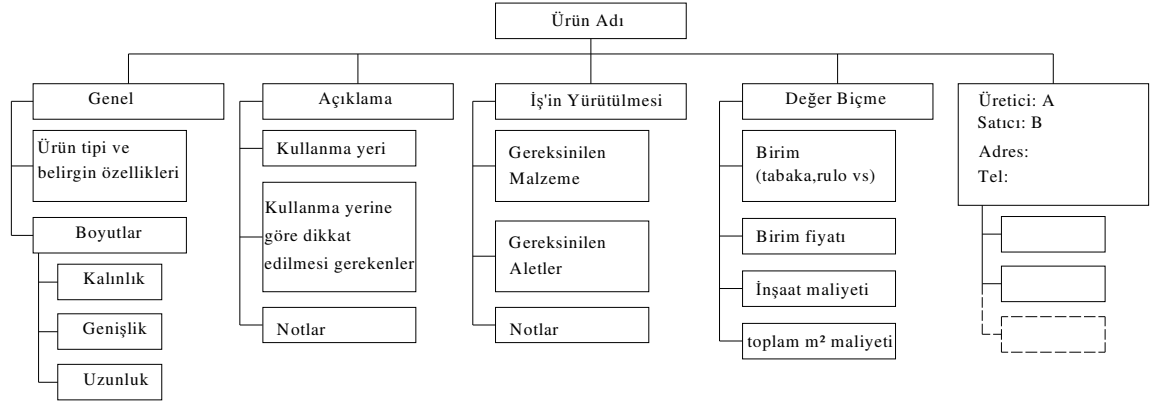 Ürün Adı
Genel
Ürün tipi ve
belirgin özellikleri
Boyutlar
Kalınlık
Genişlik
Uzunluk
Açıklama
Kullanma yeri
Kullanma yerine
göre dikkat
edilmesi gerekenler
Notlar
İş'in Yürütülmesi
Gereksinilen
Malzeme
Gereksinilen
Aletler
Notlar
Değer Biçme
Birim
(tabaka,rulo vs)
Birim fiyatı
İnşaat maliyeti
toplam m² maliyeti
Üretici: A
Satıcı: B
Adres:
Tel: